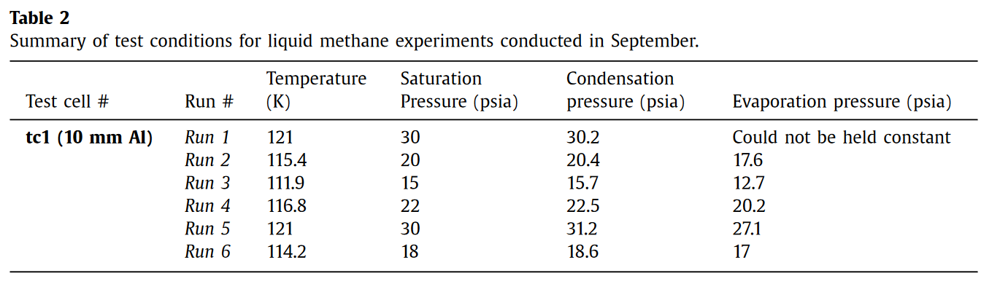 Table 2
Summary of test conditions for liquid methane experiments conducted in September.
Test cell # Run # Temperature (K) Saturation Pressure (psia) Condensation pressure (psia) Evaporation pressure (psia)
tc1 (10 mm Al) Run 1 121 30 30.2 Could not be held constant
Run 2 115.4 20 20.4 17.6
Run 3 111.9 15 15.7 12.7
Run 4 116.8 22 22.5 20.2
Run 5 121 30 31.2 27.1
Run 6 114.2 18 18.6 17